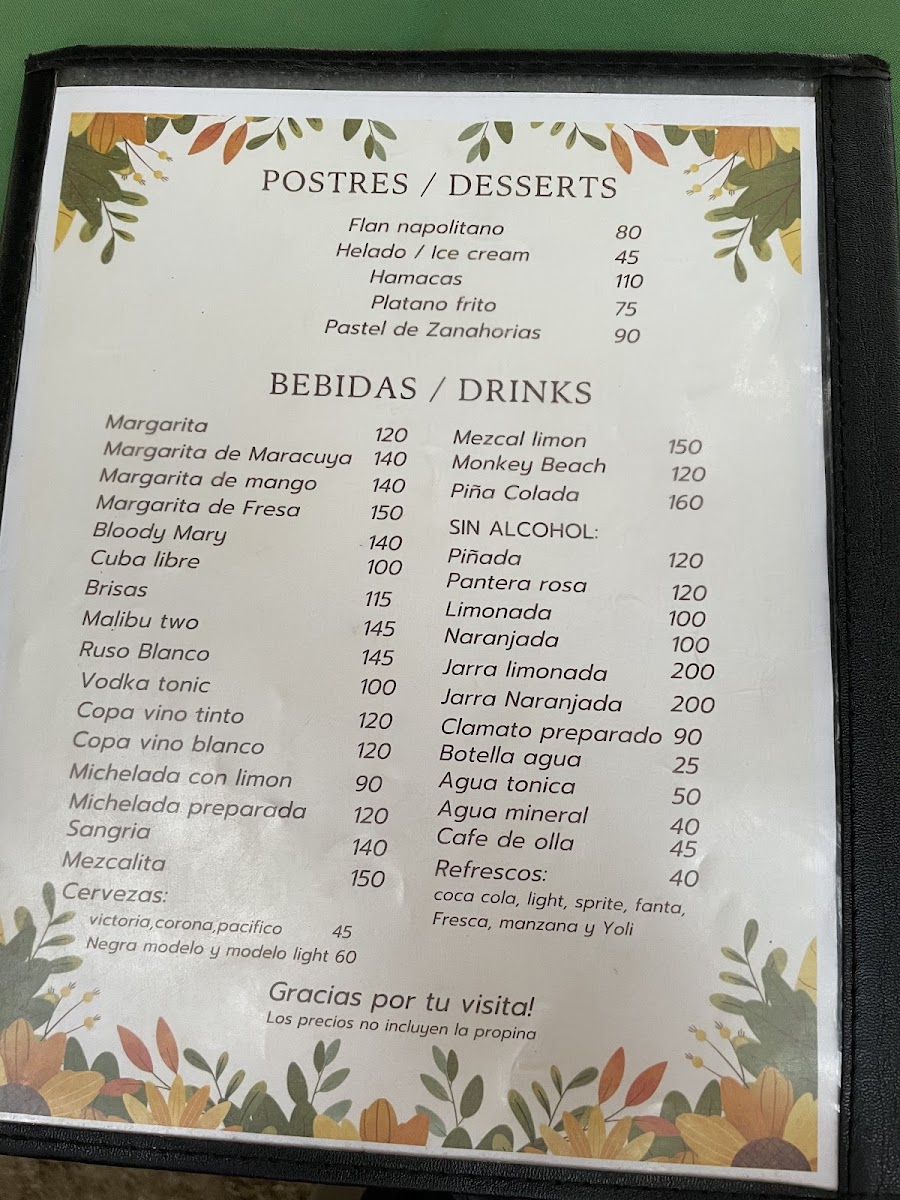 POSTRES / DESSERTS
Flan napolitano 80
Helado / Ice cream 45
Hamacas 110
Platano frito 75
Pastel de Zanahorias 90
BEBIDAS / DRINKS
Margarita 120
Margarita de Maracuya 140
Margarita de mango 140
Margarita de Fresa 150
Bloody Mary 140
Cuba libre 100
Brisas 115
Malibu two 145
Ruso Blanco 145
Vodka tonic 100
Copa vino tinto 120
Copa vino blanco 120
Michelada con limon 90
Michelada preparada 120
Sangria 140
Mezcalita 150
Cervezas:
victoria,corona,pacifico 45
Negra modelo y modelo light 60
Mezcal limon 150
Monkey Beach 120
Piña Colada 160
SIN ALCOHOL:
Piñada 120
Pantera rosa 120
Limonada 100
Naranjada 100
Jarra limonada 200
Jarra Naranjada 200
Clamato preparado 90
Botella agua 25
Agua tonica 50
Agua mineral 40
Cafe de olla 45
Refrescos: 40
coca cola, light, sprite, fanta,
Fresca, manzana y Yoli
Gracias por tu visita!
Los precios no incluyen la propina